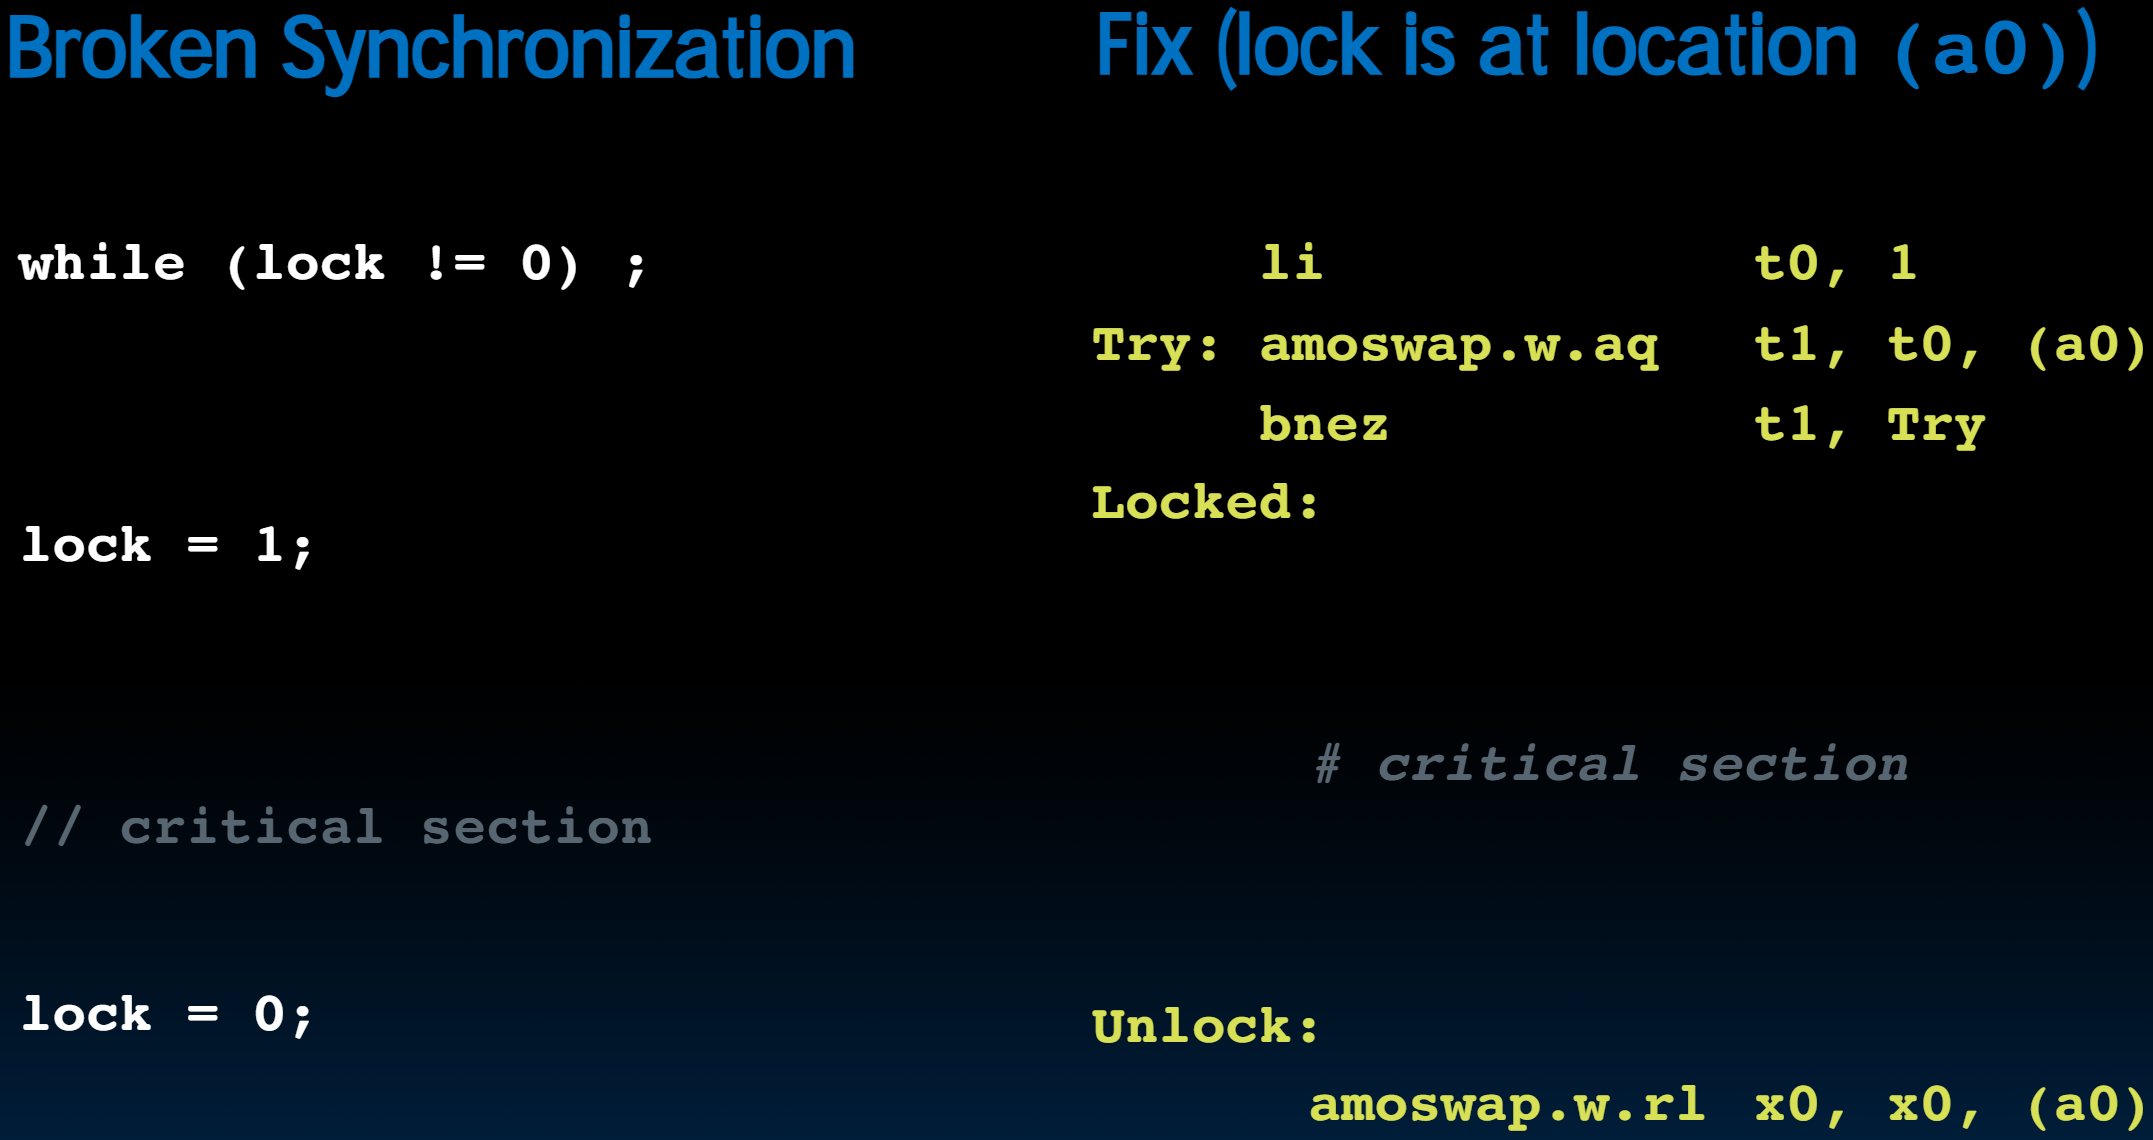 Broken Synchronization
while (lock != 0) ;
lock = 1;
// critical section
lock = 0;
Fix (lock is at location (a0))
li t0, 1
Try: amoswap.w.aq t1, t0, (a0)
bnez t1, Try
Locked:
# critical section
Unlock:
amoswap.w.rl x0, x0, (a0)